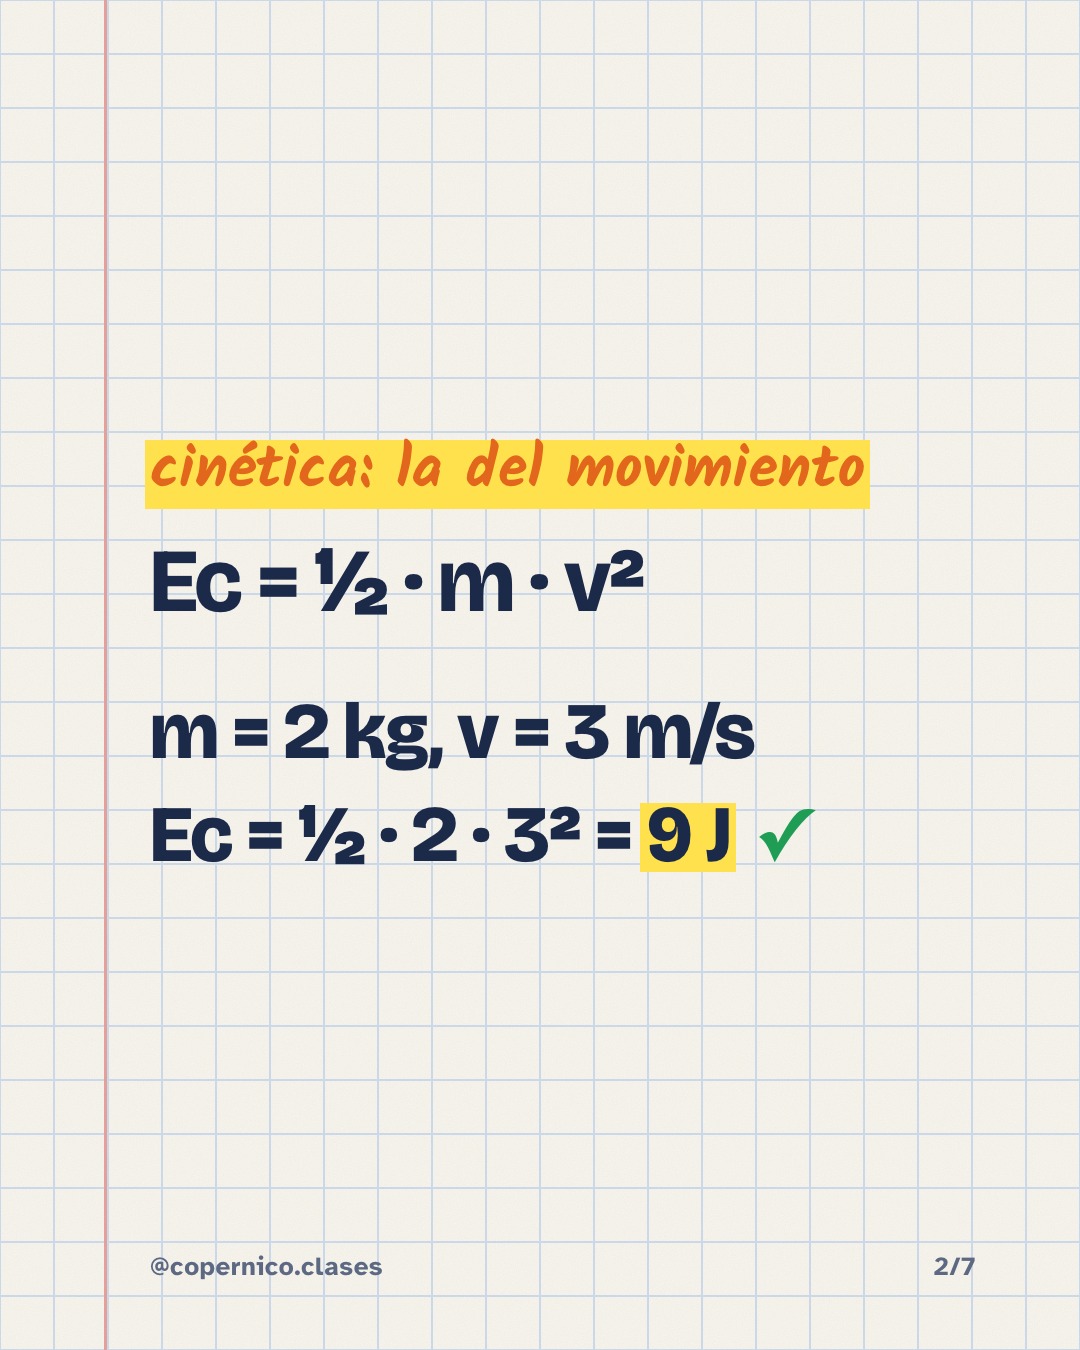 cinética: la del movimiento
Ec = ½ · m · v²
m = 2 kg, v = 3 m/s
Ec = ½ · 2 · 3² = 9 J ✓
@copernico.clases
2/7